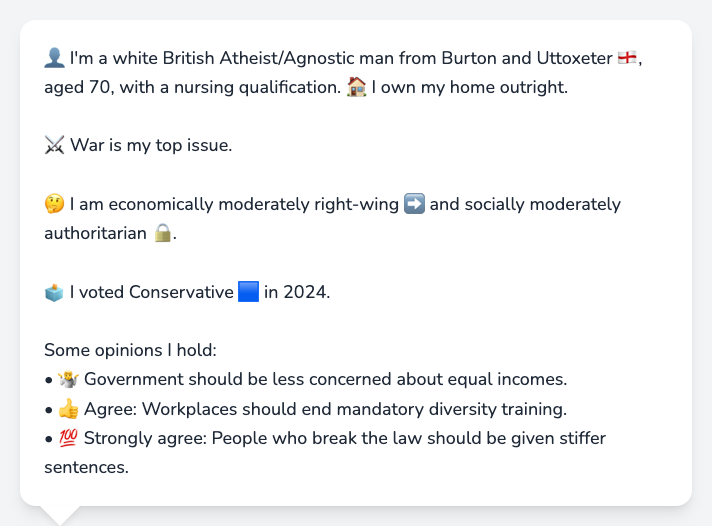 👤 I'm a white British Atheist/Agnostic man from Burton and Uttoxeter 🏴󠁧󠁢󠁥󠁮󠁧󠁿,
aged 70, with a nursing qualification. 🏠 I own my home outright.
⚔️ War is my top issue.
🤔 I am economically moderately right-wing ➡️ and socially moderately
authoritarian 🔒.
🗳️ I voted Conservative 🟦 in 2024.
Some opinions I hold:
• 🤷 Government should be less concerned about equal incomes.
• 👍 Agree: Workplaces should end mandatory diversity training.
• 💯 Strongly agree: People who break the law should be given stiffer
sentences.